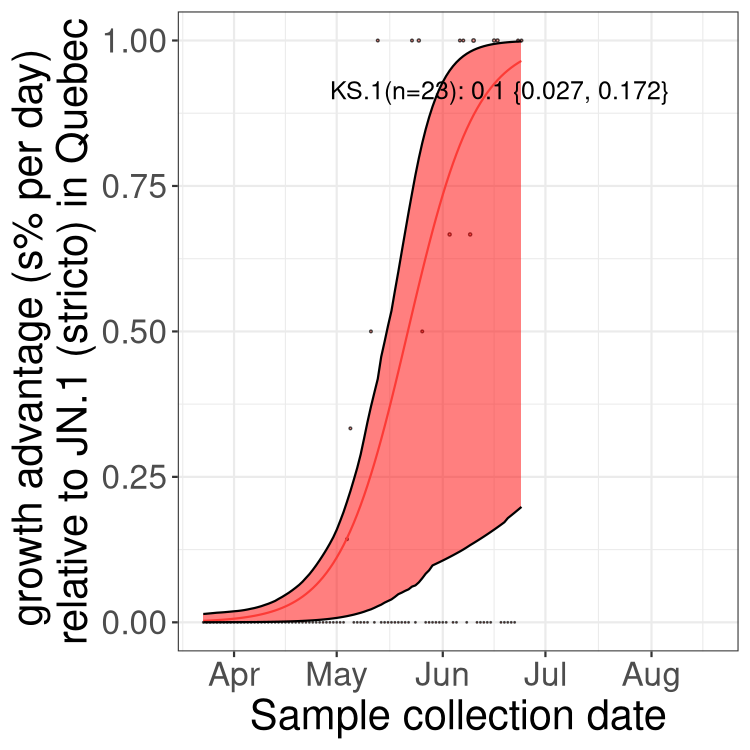 growth advantage (s% per day)
relative to JN.1 (stricto) in Quebec
1.00
0.75
0.50
0.25
0.00
KS.1(n=23): 0.1 {0.027, 0.172}
Apr May Jun Jul Aug
Sample collection date